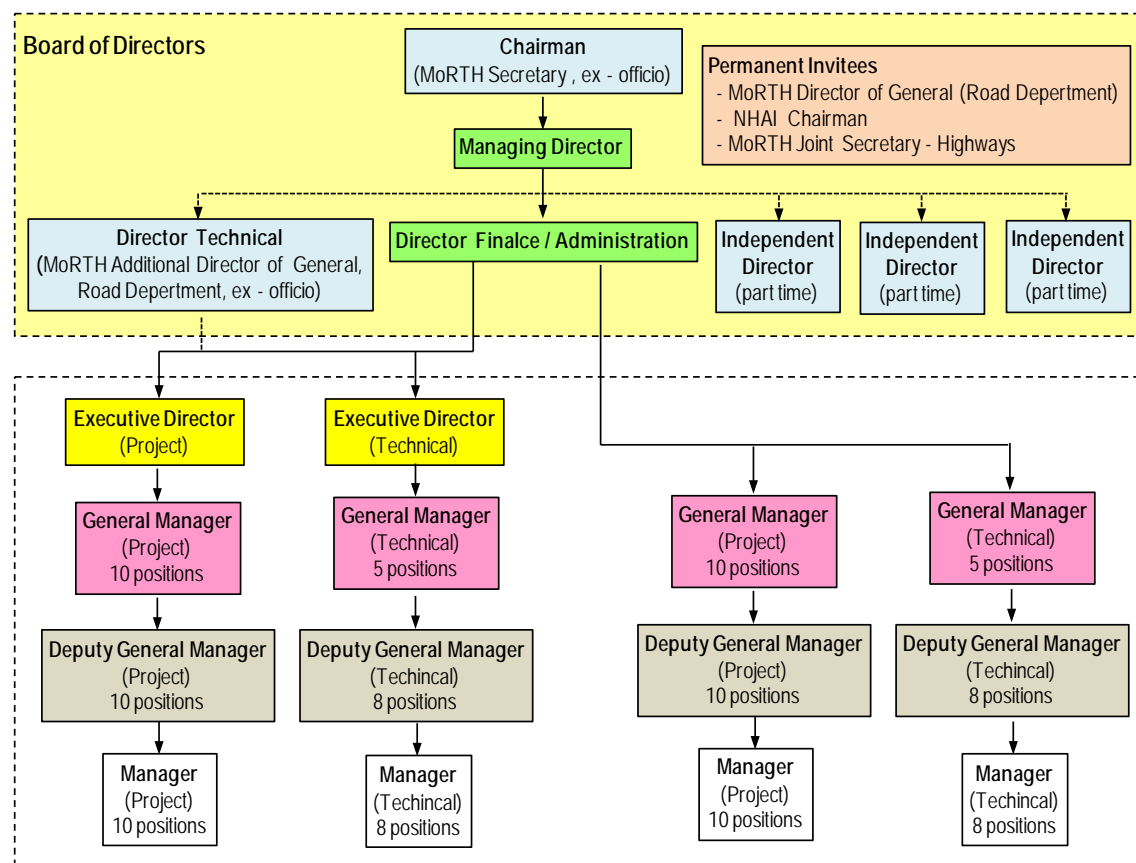 Board of Directors
Chairman
(MoRTH Secretary , ex - officio)
Permanent Invitees
- MoRTH Director of General (Road Depertment)
- NHAI Chairman
- MoRTH Joint Secretary - Highways
Managing Director
Director Technical
(MoRTH Additional Director of General,
Road Depertment, ex - officio)
Director Finalce / Administration
Independent
Director
(part time)
Independent
Director
(part time)
Independent
Director
(part time)
Executive Director
(Project)
Executive Director
(Technical)
General Manager
(Project)
10 positions
General Manager
(Technical)
5 positions
General Manager
(Project)
10 positions
General Manager
(Technical)
5 positions
Deputy General Manager
(Project)
10 positions
Deputy General Manager
(Techincal)
8 positions
Deputy General Manager
(Project)
10 positions
Deputy General Manager
(Techincal)
8 positions
Manager
(Project)
10 positions
Manager
(Techincal)
8 positions
Manager
(Project)
10 positions
Manager
(Techincal)
8 positions